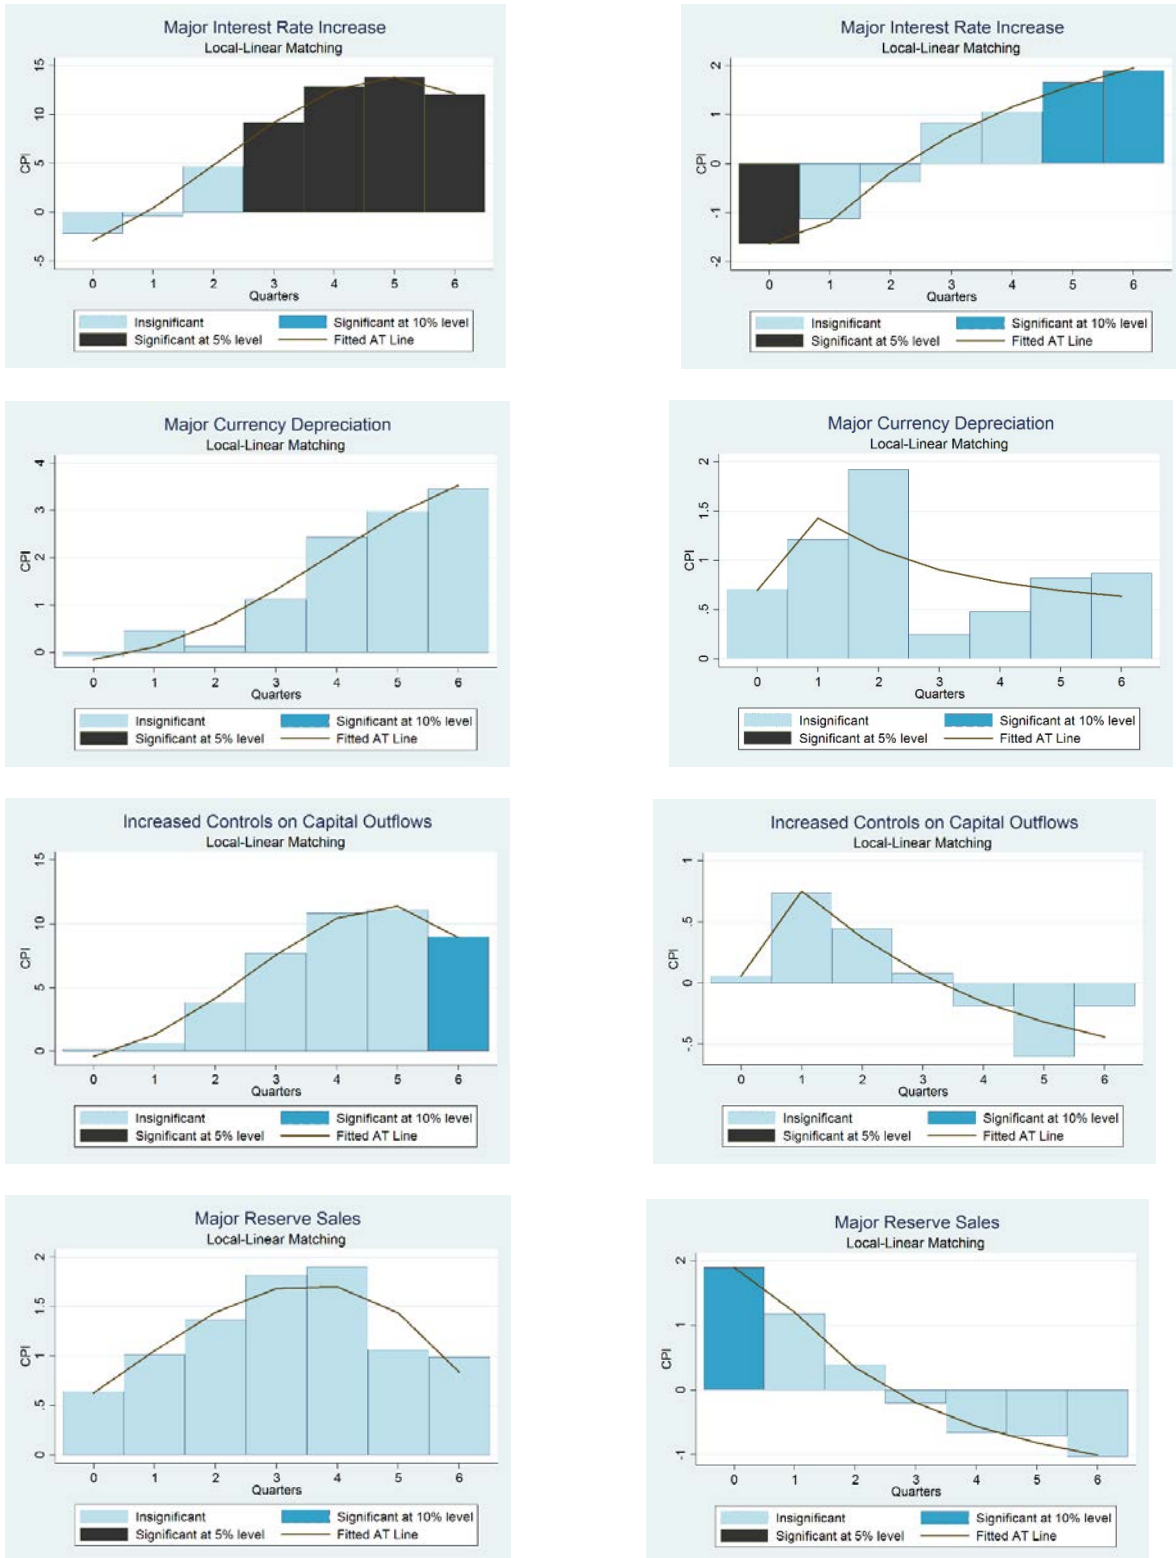 Major Interest Rate Increase
Local-Linear Matching
15
10
5
0
-5
CPI
0 1 2 3 4 5 6
Quarters
Insignificant Significant at 10% level
Significant at 5% level Fitted AT Line
Major Interest Rate Increase
Local-Linear Matching
2
1
0
-1
-2
CPI
0 1 2 3 4 5 6
Quarters
Insignificant Significant at 10% level
Significant at 5% level Fitted AT Line
Major Currency Depreciation
Local-Linear Matching
4
3
2
1
0
CPI
0 1 2 3 4 5 6
Quarters
Insignificant Significant at 10% level
Significant at 5% level Fitted AT Line
Major Currency Depreciation
Local-Linear Matching
2
1.5
1
.5
0
CPI
0 1 2 3 4 5 6
Quarters
Insignificant Significant at 10% level
Significant at 5% level Fitted AT Line
Increased Controls on Capital Outflows
Local-Linear Matching
15
10
5
0
CPI
0 1 2 3 4 5 6
Quarters
Insignificant Significant at 10% level
Significant at 5% level Fitted AT Line
Increased Controls on Capital Outflows
Local-Linear Matching
1
.5
0
-.5
CPI
0 1 2 3 4 5 6
Quarters
Insignificant Significant at 10% level
Significant at 5% level Fitted AT Line
Major Reserve Sales
Local-Linear Matching
2
1.5
1
.5
0
CPI
0 1 2 3 4 5 6
Quarters
Insignificant Significant at 10% level
Significant at 5% level Fitted AT Line
Major Reserve Sales
Local-Linear Matching
2
1
0
-1
CPI
0 1 2 3 4 5 6
Quarters
Insignificant Significant at 10% level
Significant at 5% level Fitted AT Line